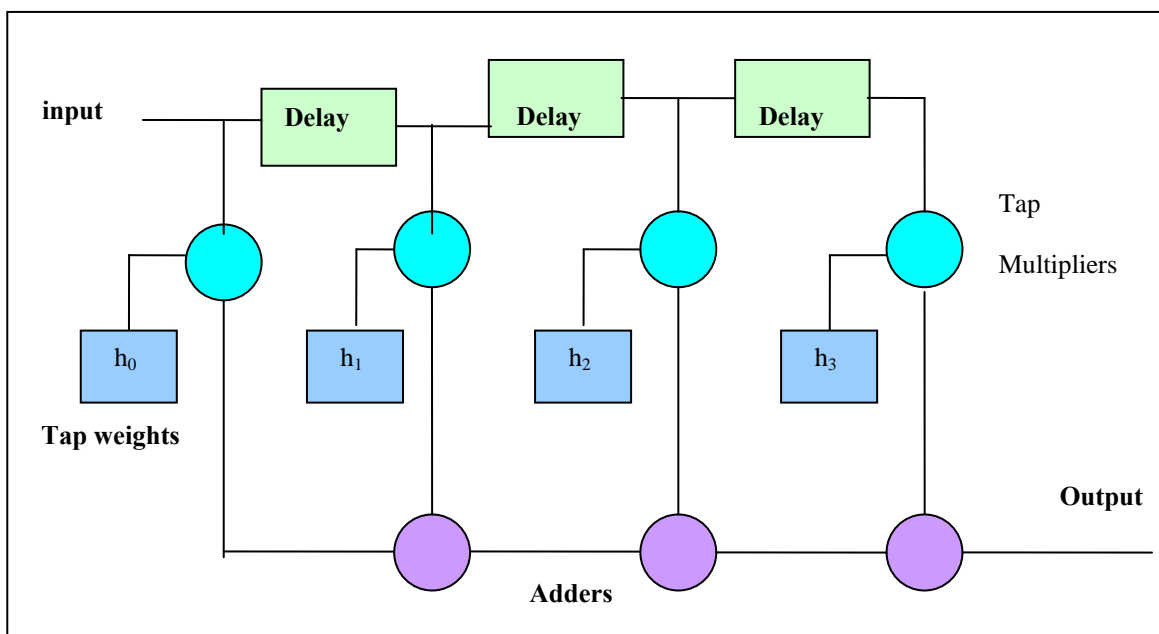 input
Delay
Delay
Delay
Tap
Multipliers
h₀
h₁
h₂
h₃
Tap weights
Output
Adders